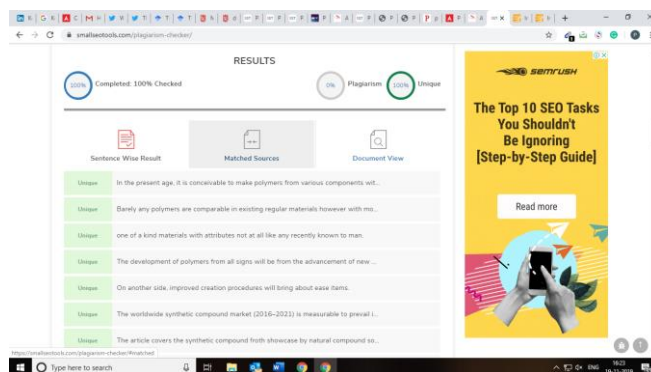 smallseotools.com/plagiarism-checker/
RESULTS
100%
Completed: 100% Checked
0%
Plagiarism
100%
Unique
Sentence Wise Result
Matched Sources
Document View
Unique In the present age, it is conceivable to make polymers from various components wit...
Unique Barely any polymers are comparable in existing regular materials however with mo...
Unique one of a kind materials with attributes not at all like any recently known to man.
Unique The development of polymers from all signs will be from the advancement of new ...
Unique On another side, improved creation procedures will bring about ease items.
Unique The worldwide synthetic compound market (2016–2021) is measurable to prevail i...
Unique The article covers the synthetic compound froth showcase by natural compound so...
SEMRUSH
The Top 10 SEO Tasks
You Shouldn't
Be Ignoring
[Step-by-Step Guide]
Read more
https://smallseotools.com/plagiarism-checker/#matched
Type here to search
ENG
16:23